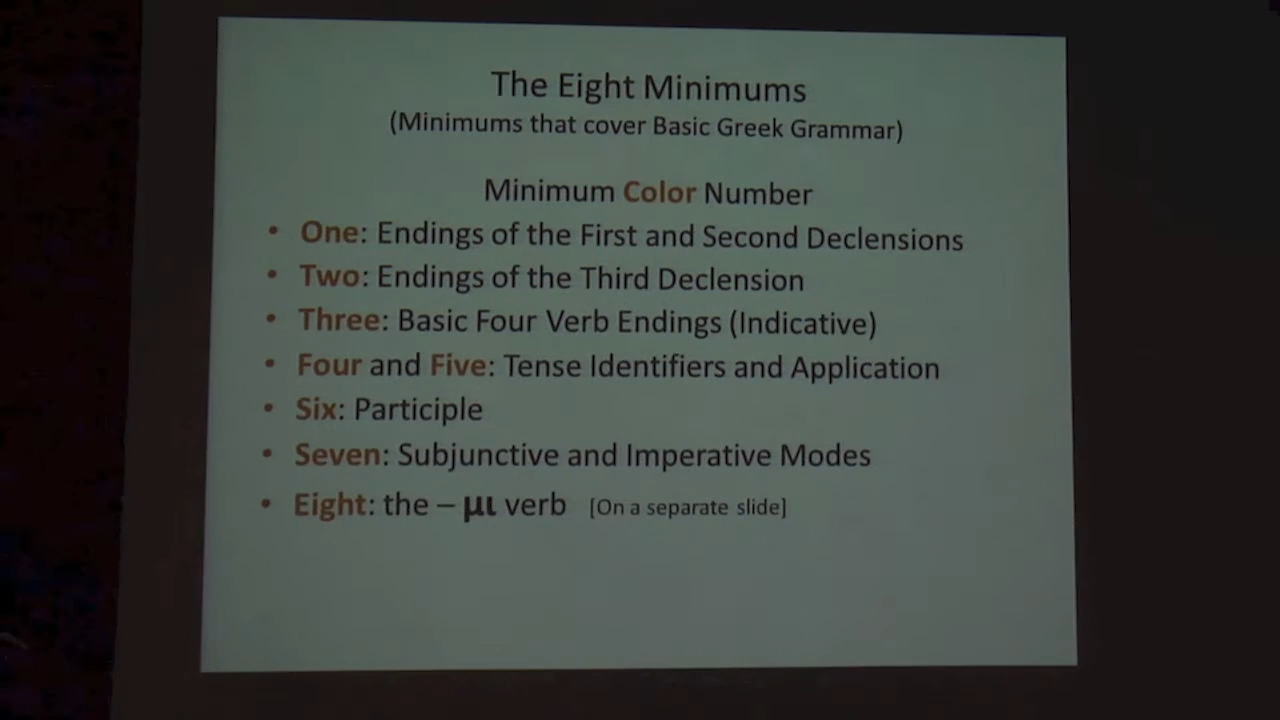 The Eight Minimums
(Minimums that cover Basic Greek Grammar)
Minimum Color Number
• One: Endings of the First and Second Declensions
• Two: Endings of the Third Declension
• Three: Basic Four Verb Endings (Indicative)
• Four and Five: Tense Identifiers and Application
• Six: Participle
• Seven: Subjunctive and Imperative Modes
• Eight: the – μι verb [On a separate slide]